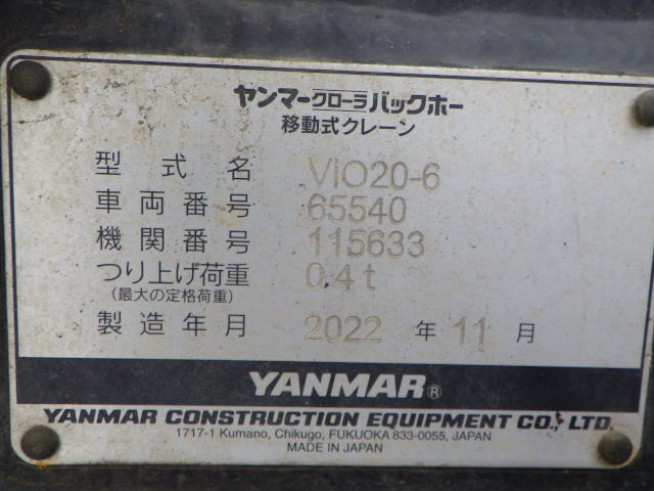 ヤンマークローラバックホー
移動式クレーン
型式名 ViO20-6
車両番号 65540
機関番号 115633
つり上げ荷重 0.4t
(最大の定格荷重)
製造年月 2022 年 11 月
YANMAR®
YANMAR CONSTRUCTION EQUIPMENT CO., LTD.
1717-1 Kumano, Chikugo, FUKUOKA 833-0055, JAPAN
MADE IN JAPAN